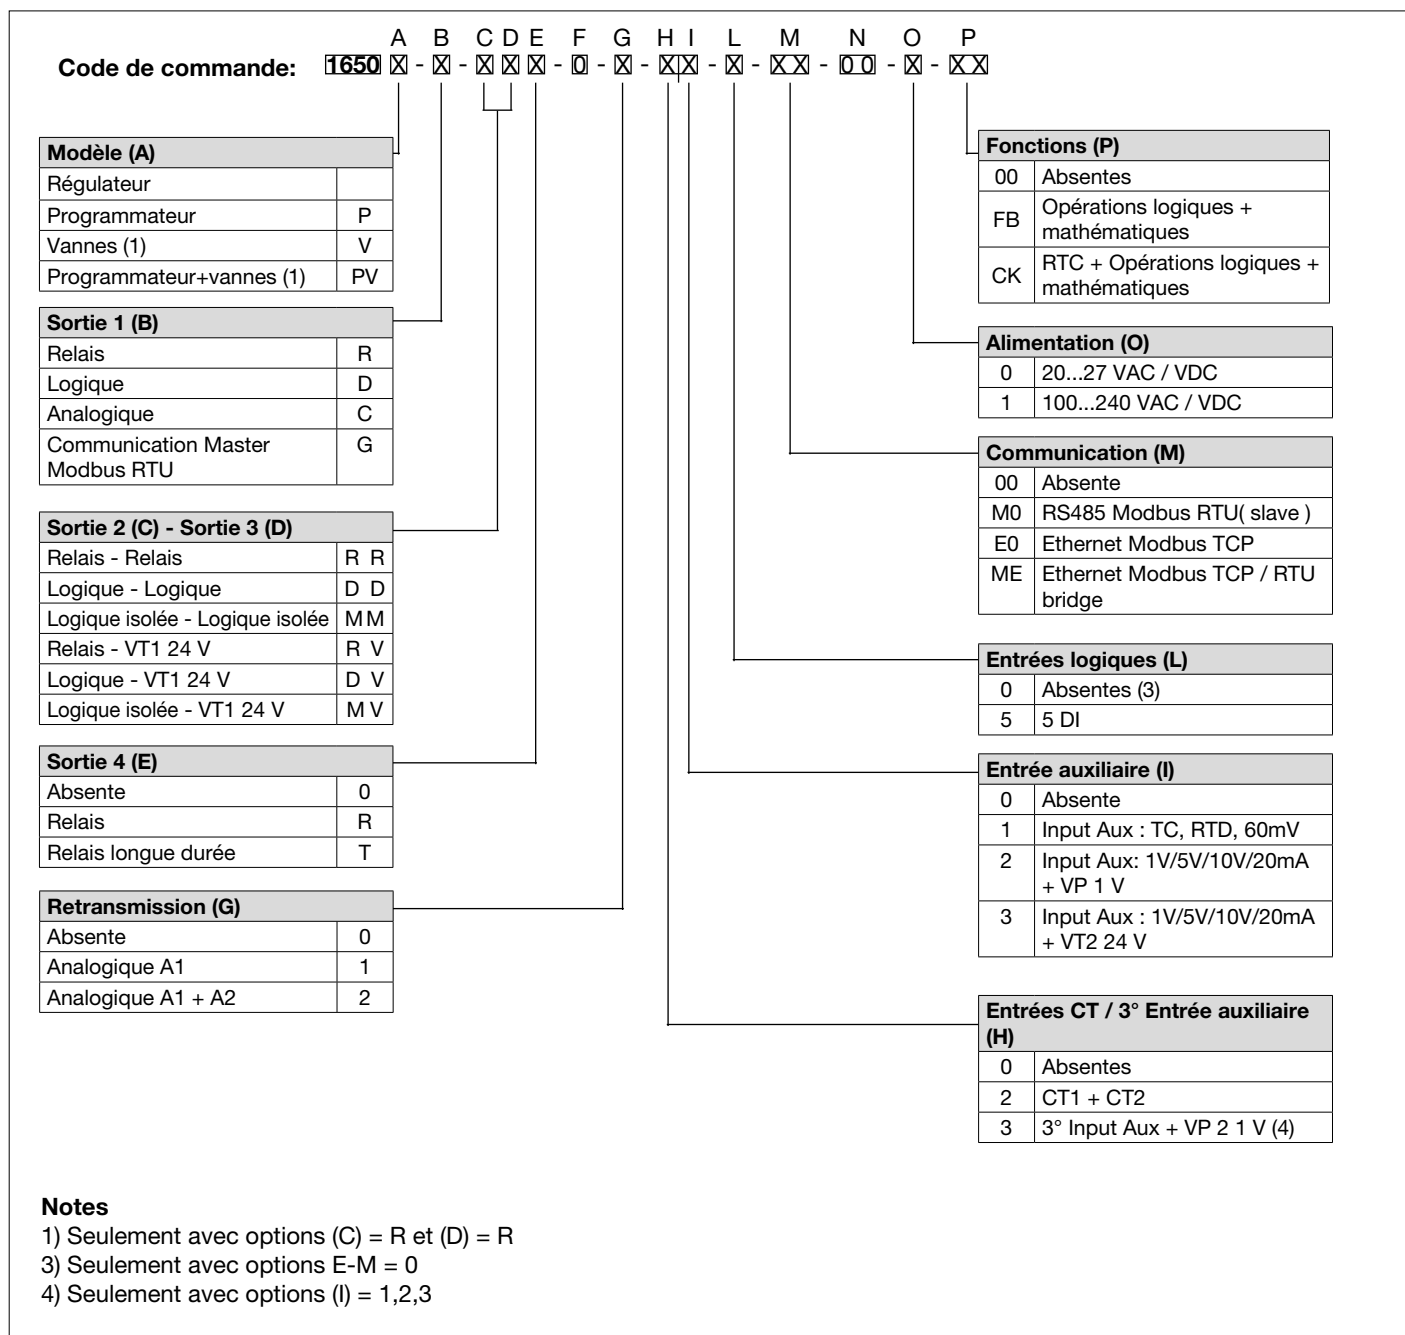 A B C D E F G H I L M N O P
Code de commande: 1650 X - X - X X X - 0 - X - X X - X - X X - 0 0 - X - X X
Modèle (A)
Régulateur
Programmateur P
Vannes (1) V
Programmateur+vannes (1) PV
Sortie 1 (B)
Relais R
Logique D
Analogique C
Communication Master G
Modbus RTU
Sortie 2 (C) - Sortie 3 (D)
Relais - Relais R R
Logique - Logique D D
Logique isolée - Logique isolée M M
Relais - VT1 24 V R V
Logique - VT1 24 V D V
Logique isolée - VT1 24 V M V
Sortie 4 (E)
Absente 0
Relais R
Relais longue durée T
Retransmission (G)
Absente 0
Analogique A1 1
Analogique A1 + A2 2
Fonctions (P)
00 Absentes
FB Opérations logiques +
mathématiques
CK RTC + Opérations logiques +
mathématiques
Alimentation (O)
0 20...27 VAC / VDC
1 100...240 VAC / VDC
Communication (M)
00 Absente
M0 RS485 Modbus RTU( slave )
E0 Ethernet Modbus TCP
ME Ethernet Modbus TCP / RTU
bridge
Entrées logiques (L)
0 Absentes (3)
5 5 DI
Entrée auxiliaire (I)
0 Absente
1 Input Aux : TC, RTD, 60mV
2 Input Aux: 1V/5V/10V/20mA
+ VP 1 V
3 Input Aux : 1V/5V/10V/20mA
+ VT2 24 V
Entrées CT / 3° Entrée auxiliaire
(H)
0 Absentes
2 CT1 + CT2
3 3° Input Aux + VP 2 1 V (4)
Notes
1) Seulement avec options (C) = R et (D) = R
3) Seulement avec options E-M = 0
4) Seulement avec options (I) = 1,2,3